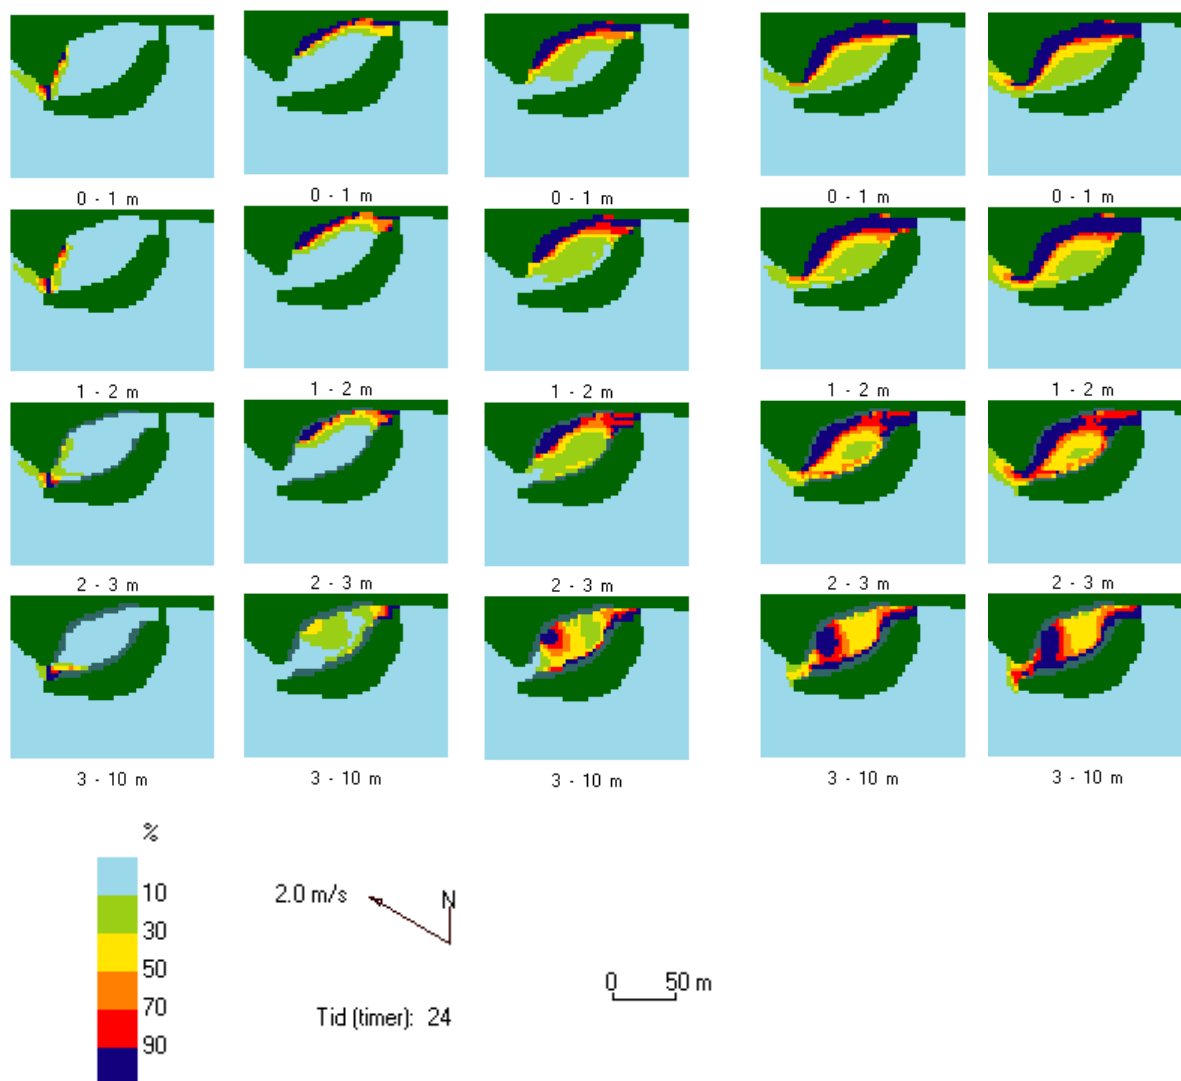 0 - 1 m 0 - 1 m 0 - 1 m 0 - 1 m 0 - 1 m
1 - 2 m 1 - 2 m 1 - 2 m 1 - 2 m 1 - 2 m
2 - 3 m 2 - 3 m 2 - 3 m 2 - 3 m 2 - 3 m
3 - 10 m 3 - 10 m 3 - 10 m 3 - 10 m 3 - 10 m
%
10
30
50
70
90
2.0 m/s
N
0 50 m
Tid (timer): 24